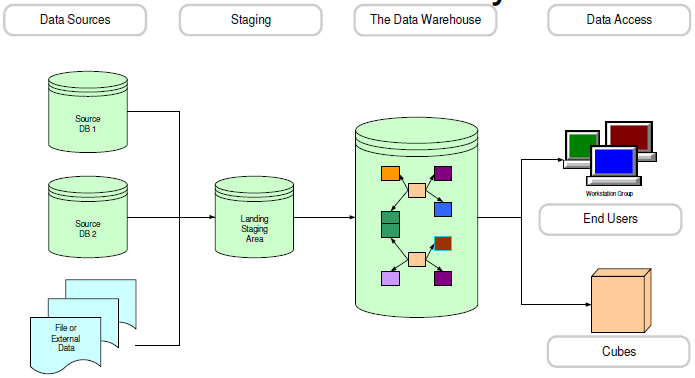 Data Sources
Staging
The Data Warehouse
Data Access
Source
DB 1
Source
DB 2
File or
External
Data
Landing
Staging
Area
Workstation Group
End Users
Cubes